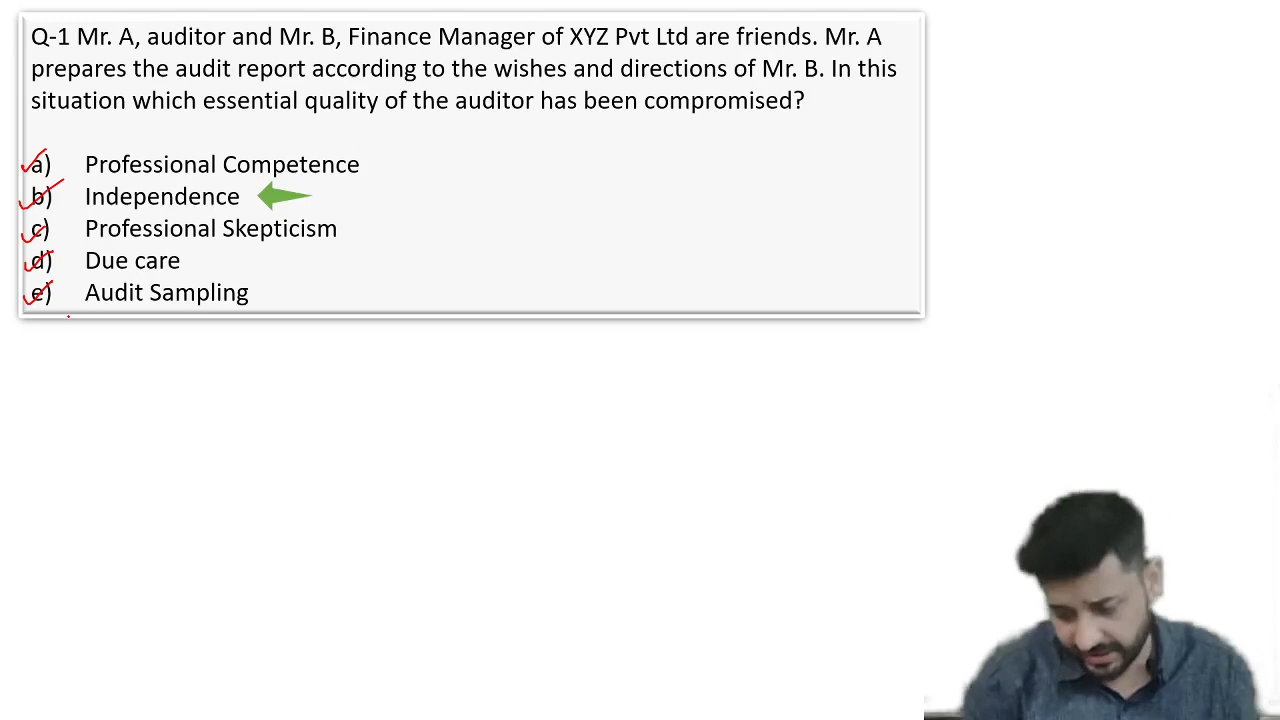 Q-1 Mr. A, auditor and Mr. B, Finance Manager of XYZ Pvt Ltd are friends. Mr. A
prepares the audit report according to the wishes and directions of Mr. B. In this
situation which essential quality of the auditor has been compromised?
a) Professional Competence
b) Independence
c) Professional Skepticism
d) Due care
e) Audit Sampling